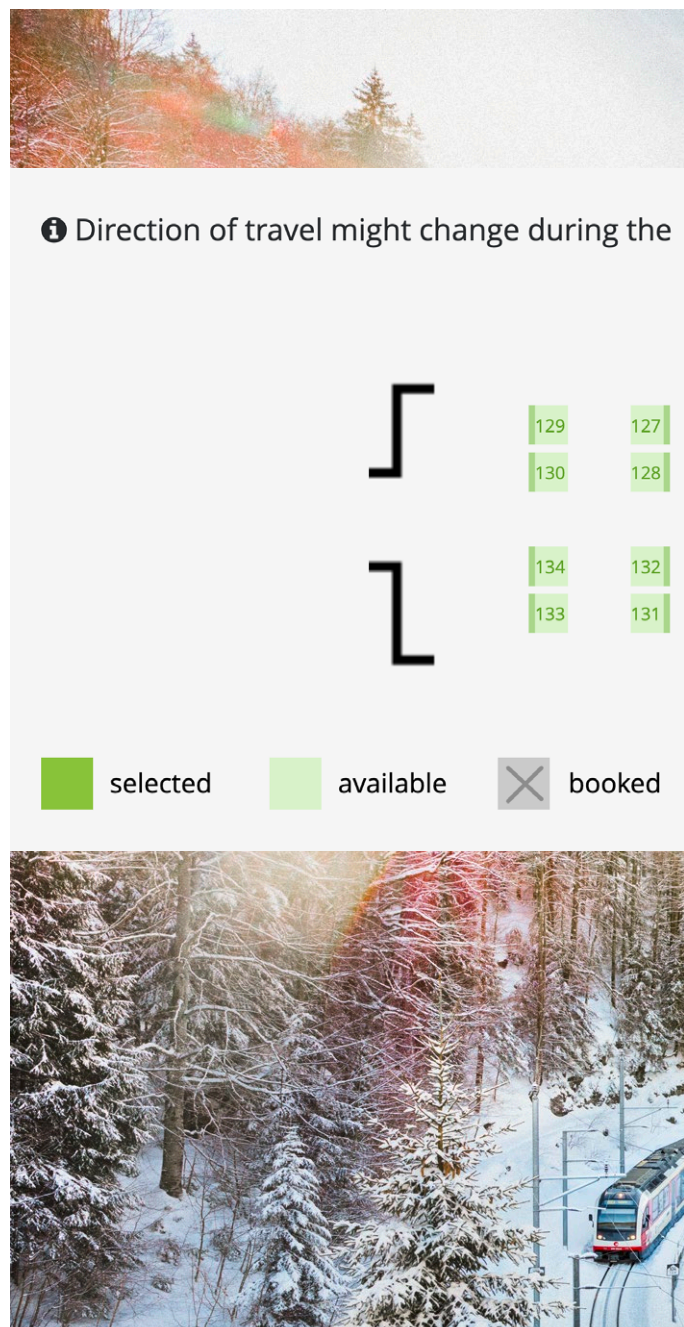 Direction of travel might change during the
129 127
130 128
134 132
133 131
selected available booked